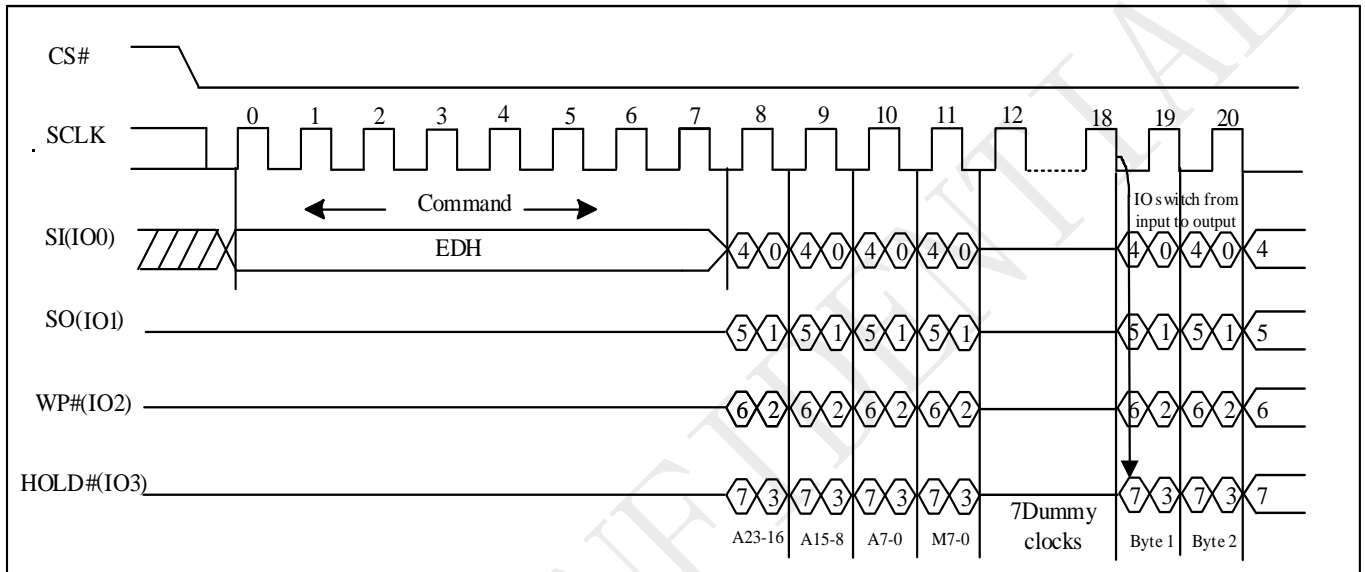 CS#
0 1 2 3 4 5 6 7 8 9 10 11 12 18 19 20
SCLK
Command
IO switch from
input to output
SI(IO0) EDH 4 0 4 0 4 0 4 0 4 0 4 0 4
SO(IO1) 5 1 5 1 5 1 5 1 5 1 5 1 5
WP#(IO2) 6 2 6 2 6 2 6 2 6 2 6 2 6
HOLD#(IO3) 7 3 7 3 7 3 7 3 7 3 7 3 7
A23-16 A15-8 A7-0 M7-0 7Dummy
clocks Byte 1 Byte 2
NFIDENTIAL